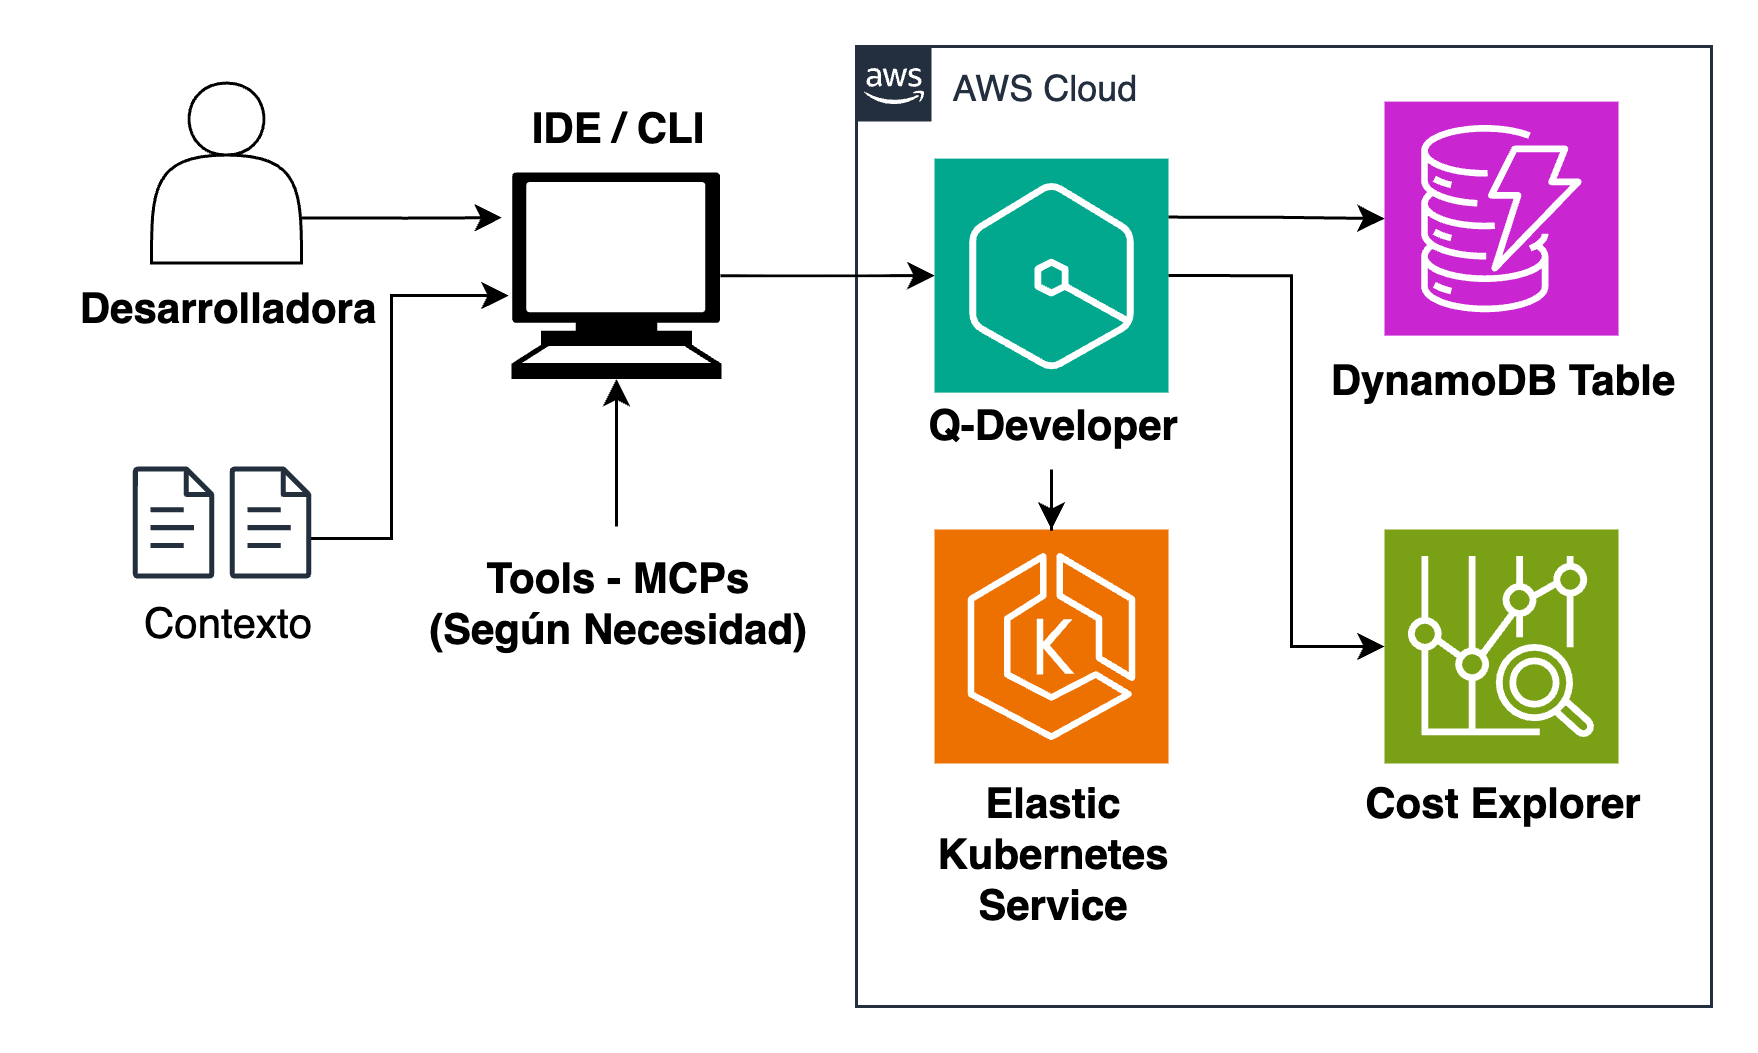 aws
AWS Cloud
IDE / CLI
Desarrolladora
DynamoDB Table
Q-Developer
Contexto
Tools - MCPs
(Según Necesidad)
K
Elastic
Kubernetes
Service
Cost Explorer